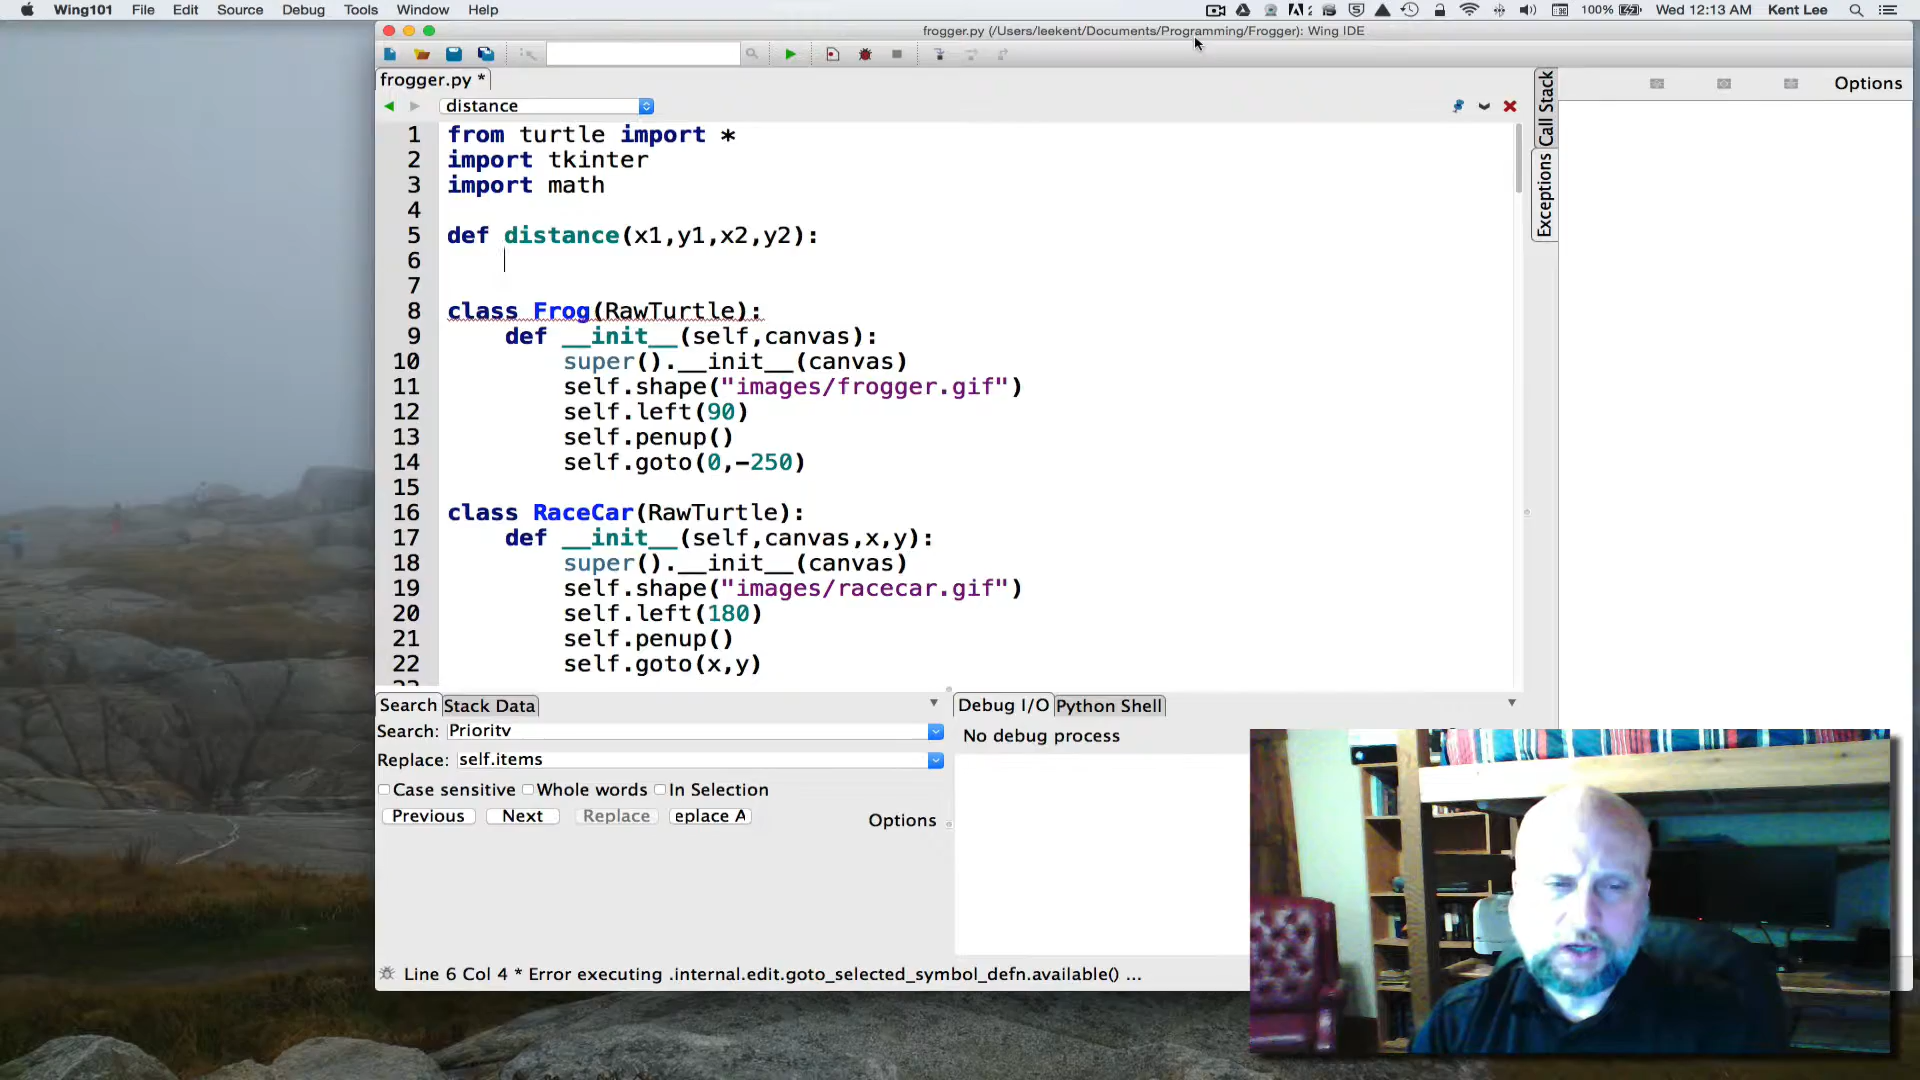 Wing101 File Edit Source Debug Tools Window Help 100% Wed 12:13 AM Kent Lee
frogger.py (/Users/leekent/Documents/Programming/Frogger): Wing IDE
frogger.py *
Options
distance
Call Stack
Exceptions
1 from turtle import *
2 import tkinter
3 import math
4
5 def distance(x1,y1,x2,y2):
6
7
8 class Frog(RawTurtle):
9 def __init__(self,canvas):
10 super().__init__(canvas)
11 self.shape("images/frogger.gif")
12 self.left(90)
13 self.penup()
14 self.goto(0,-250)
15
16 class RaceCar(RawTurtle):
17 def __init__(self,canvas,x,y):
18 super().__init__(canvas)
19 self.shape("images/racecar.gif")
20 self.left(180)
21 self.penup()
22 self.goto(x,y)
Search Stack Data
Search: Priority
Replace: self.items
Case sensitive Whole words In Selection
Previous Next Replace eplace A
Options
Debug I/O Python Shell
No debug process
Line 6 Col 4 * Error executing .internal.edit.goto_selected_symbol_defn.available() ...